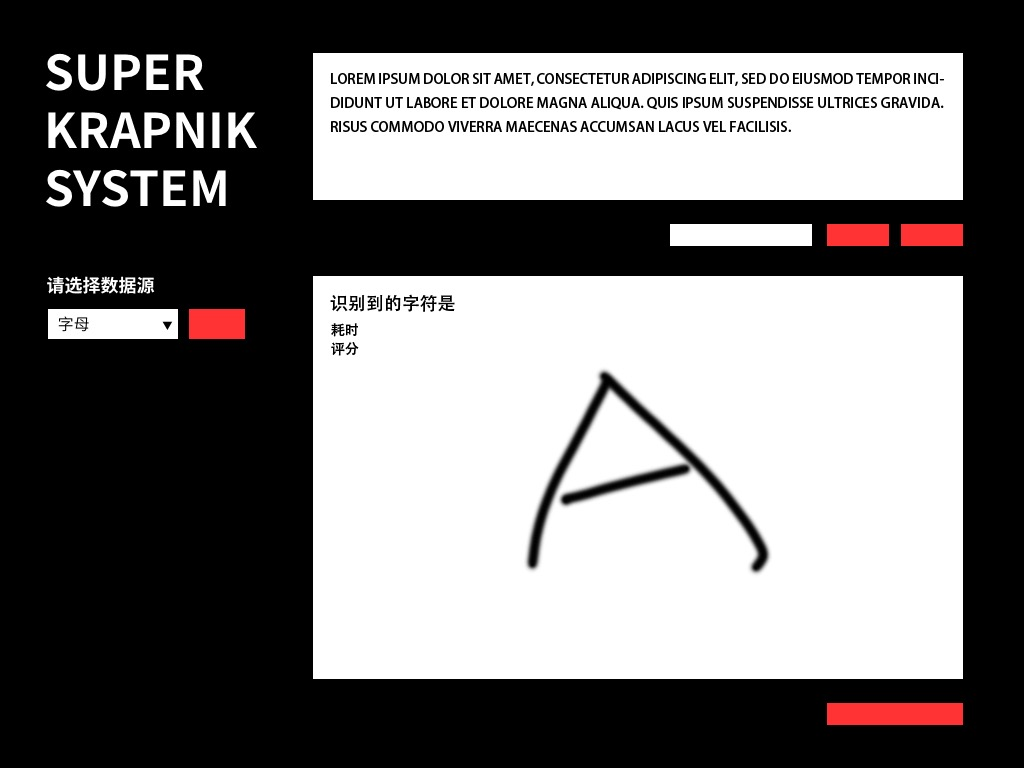 SUPER
KRAPNIK
SYSTEM
LOREM IPSUM DOLOR SIT AMET, CONSECTETUR ADIPISCING ELIT, SED DO EIUSMOD TEMPOR INCI-
DIDUNT UT LABORE ET DOLORE MAGNA ALIQUA. QUIS IPSUM SUSPENDISSE ULTRICES GRAVIDA.
RISUS COMMODO VIVERRA MAECENAS ACCUMSAN LACUS VEL FACILISIS.
请选择数据源
字母
识别到的字符是
耗时
评分
A